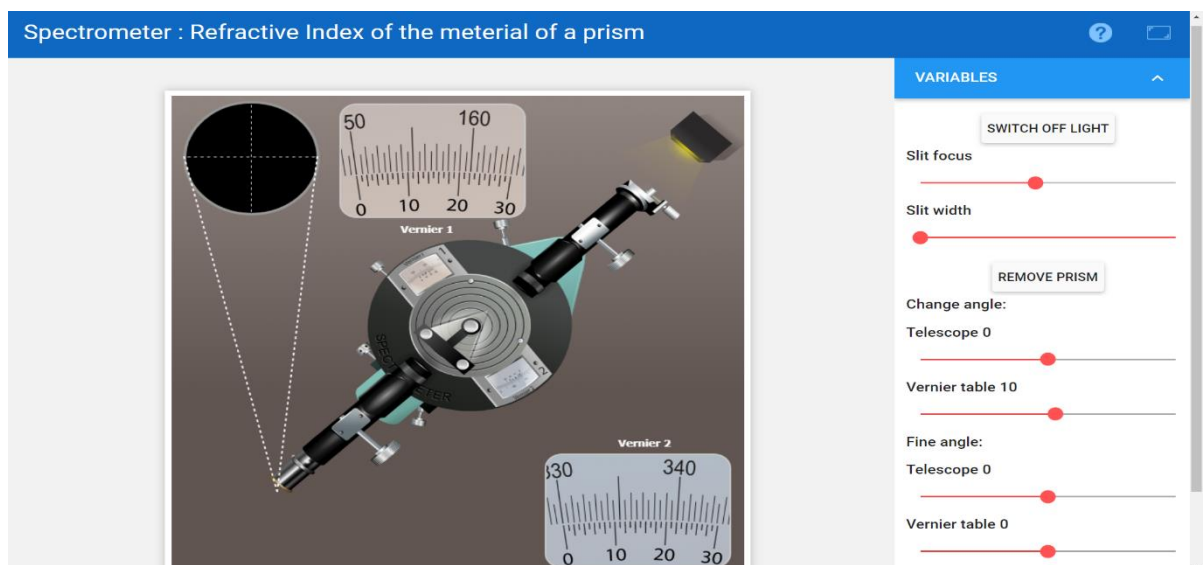 Spectrometer : Refractive Index of the meterial of a prism
?
VARIABLES
SWITCH OFF LIGHT
Slit focus
Slit width
REMOVE PRISM
Change angle:
Telescope 0
Vernier table 10
Fine angle:
Telescope 0
Vernier table 0
50 160
0 10 20 30
Vernier 1
SPECTROMETER
2
Vernier 2
330 340
0 10 20 30